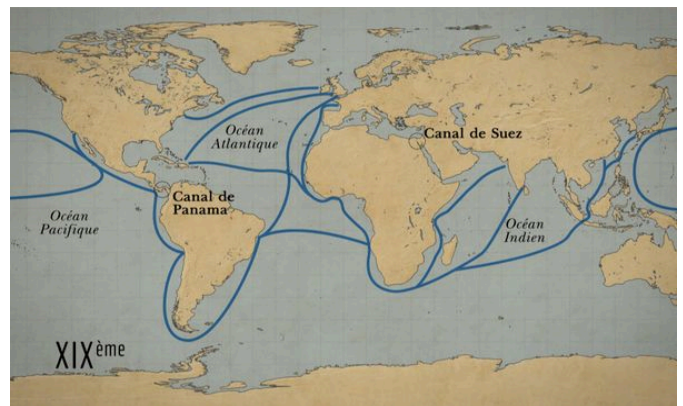 Océan
Atlantique
Canal de Suez
Canal de
Panama
Océan
Pacifique
Océan
Indien
XIXème